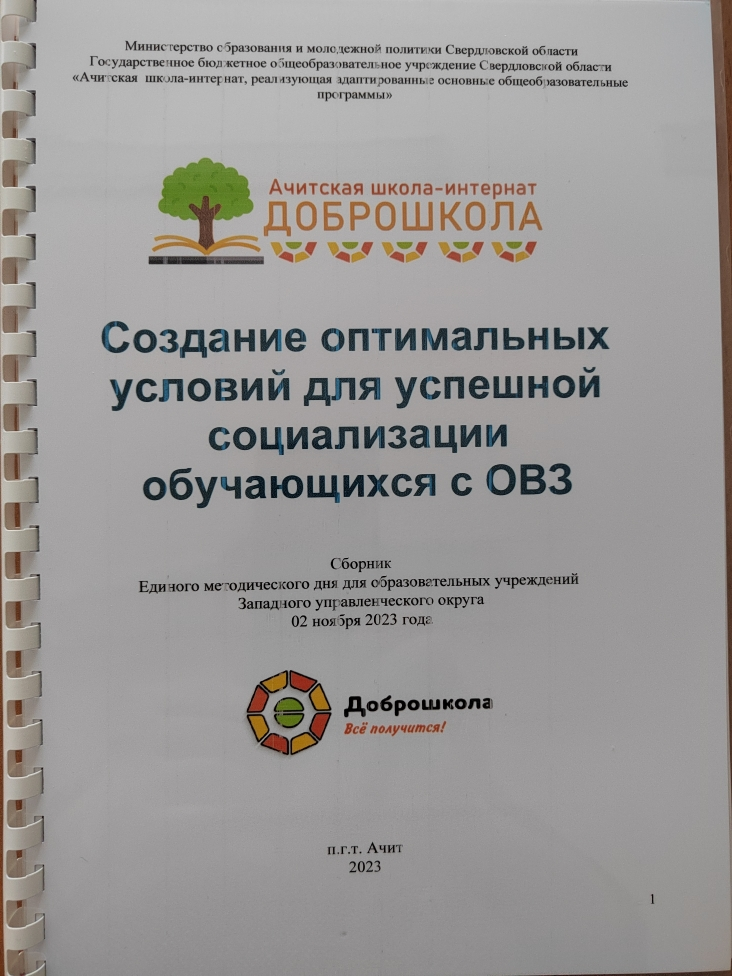 Министерство образования и молодежной политики Свердловской области
Государственное бюджетное общеобразовательное учреждение Свердловской области
«Ачитская школа-интернат, реализующая адаптированные основные общеобразовательные
программы»
Ачитская школа-интернат
ДОБРОШКОЛА
Создание оптимальных
условий для успешной
социализации
обучающихся с ОВЗ
Сборник
Единого методического дня для образовательных учреждений
Западного управленческого округа
02 ноября 2023 года
Доброшкола
Всё получится!
п.г.т. Ачит
2023
1